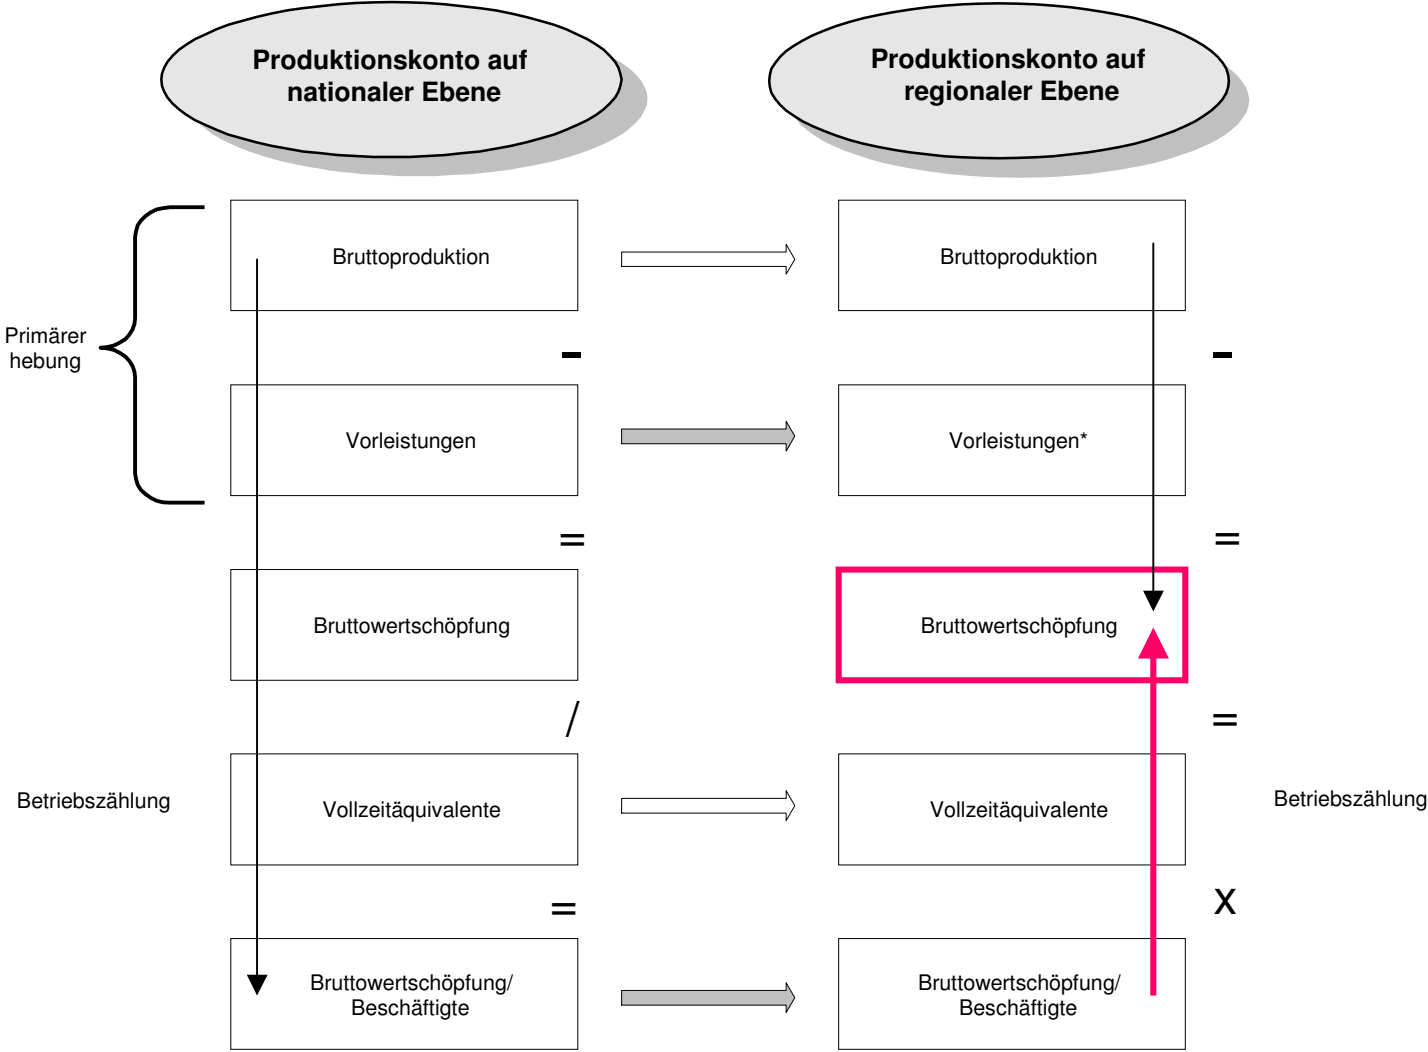 Produktionskonto auf
nationaler Ebene
Produktionskonto auf
regionaler Ebene
Bruttoproduktion
Bruttoproduktion
Primärer
hebung
-
-
Vorleistungen
Vorleistungen*
=
=
Bruttowertschöpfung
Bruttowertschöpfung
/
=
Betriebszählung
Vollzeitäquivalente
Vollzeitäquivalente
Betriebszählung
=
X
Bruttowertschöpfung/
Beschäftigte
Bruttowertschöpfung/
Beschäftigte